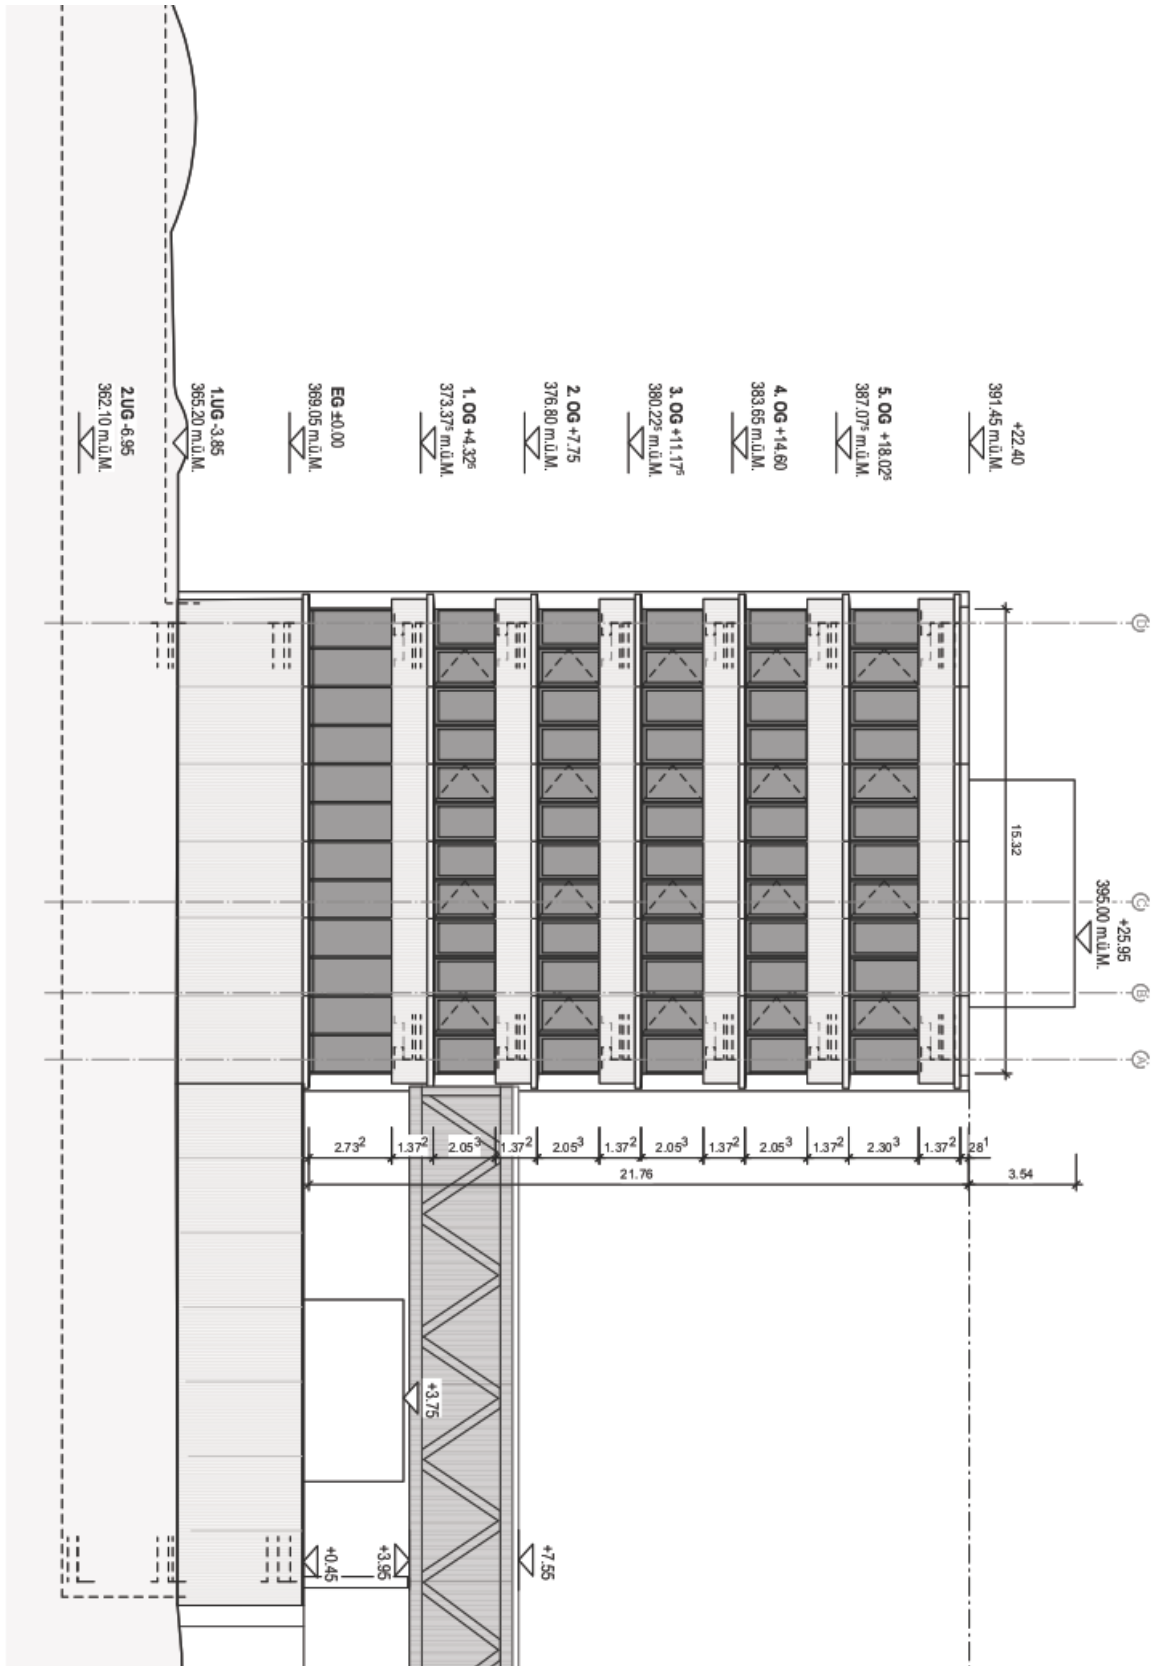 +22.40
391.45 m.ü.M.
5. OG +18.02⁵
387.07⁵ m.ü.M.
4. OG +14.60
383.65 m.ü.M.
3. OG +11.17⁵
380.22⁵ m.ü.M.
2. OG +7.75
376.80 m.ü.M.
1. OG +4.32⁵
373.37⁵ m.ü.M.
EG ±0.00
369.05 m.ü.M.
1.UG -3.85
365.20 m.ü.M.
2.UG -6.95
362.10 m.ü.M.
D
15.32
+25.95
395.00 m.ü.M.
C
B
A
2.73²
1.37²
2.05³
1.37²
2.05³
1.37²
2.05³
1.37²
2.05³
1.37²
2.30³
1.37²
28¹
21.76
3.54
+3.75
+0.45
+3.95
+7.55